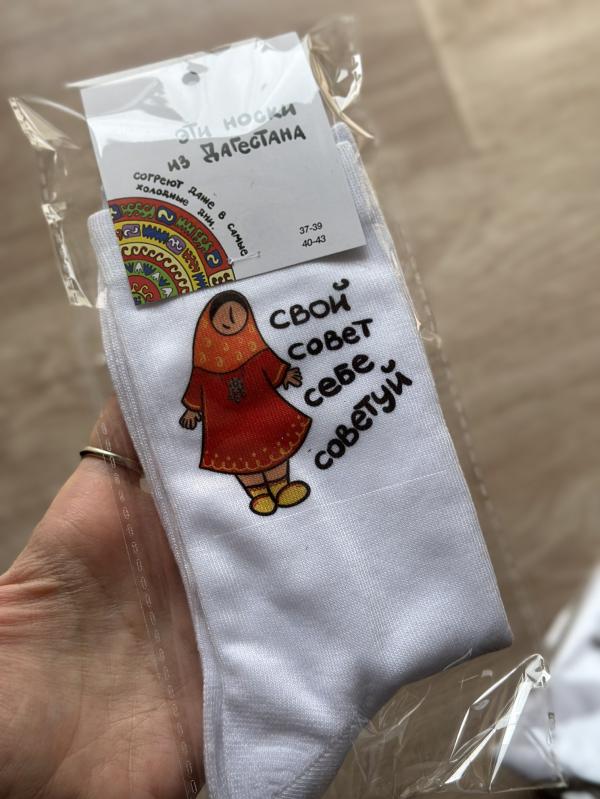 ЭТИ НОСКИ
ИЗ ДАГЕСТАНА
СОГРЕЮТ ДАЖЕ В САМЫЕ
ХОЛОДНЫЕ ДНИ.
37-39
40-43
СВОЙ
СОВЕТ
СЕБЕ
СОВЕТУЙ